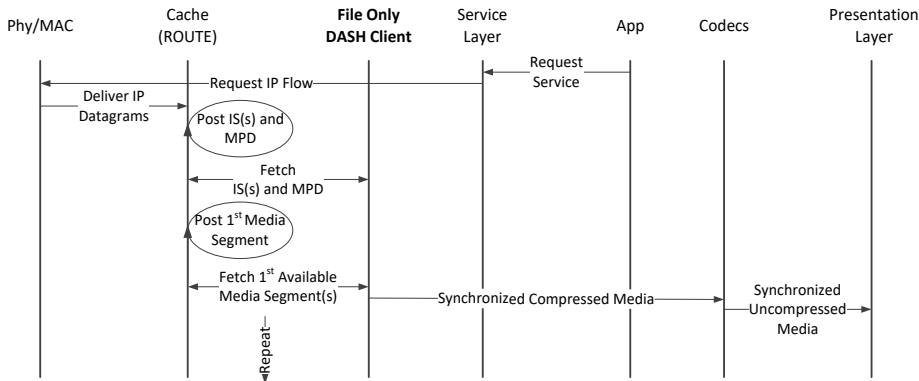 Phy/MAC
Cache
(ROUTE)
File Only
DASH Client
Service
Layer
App
Codecs
Presentation
Layer
Request
Service
Request IP Flow
Deliver IP
Datagrams
Post IS(s) and
MPD
Fetch
IS(s) and MPD
Post 1st Media
Segment
Fetch 1st Available
Media Segment(s)
Synchronized Compressed Media
Synchronized
Uncompressed
Media
Repeat